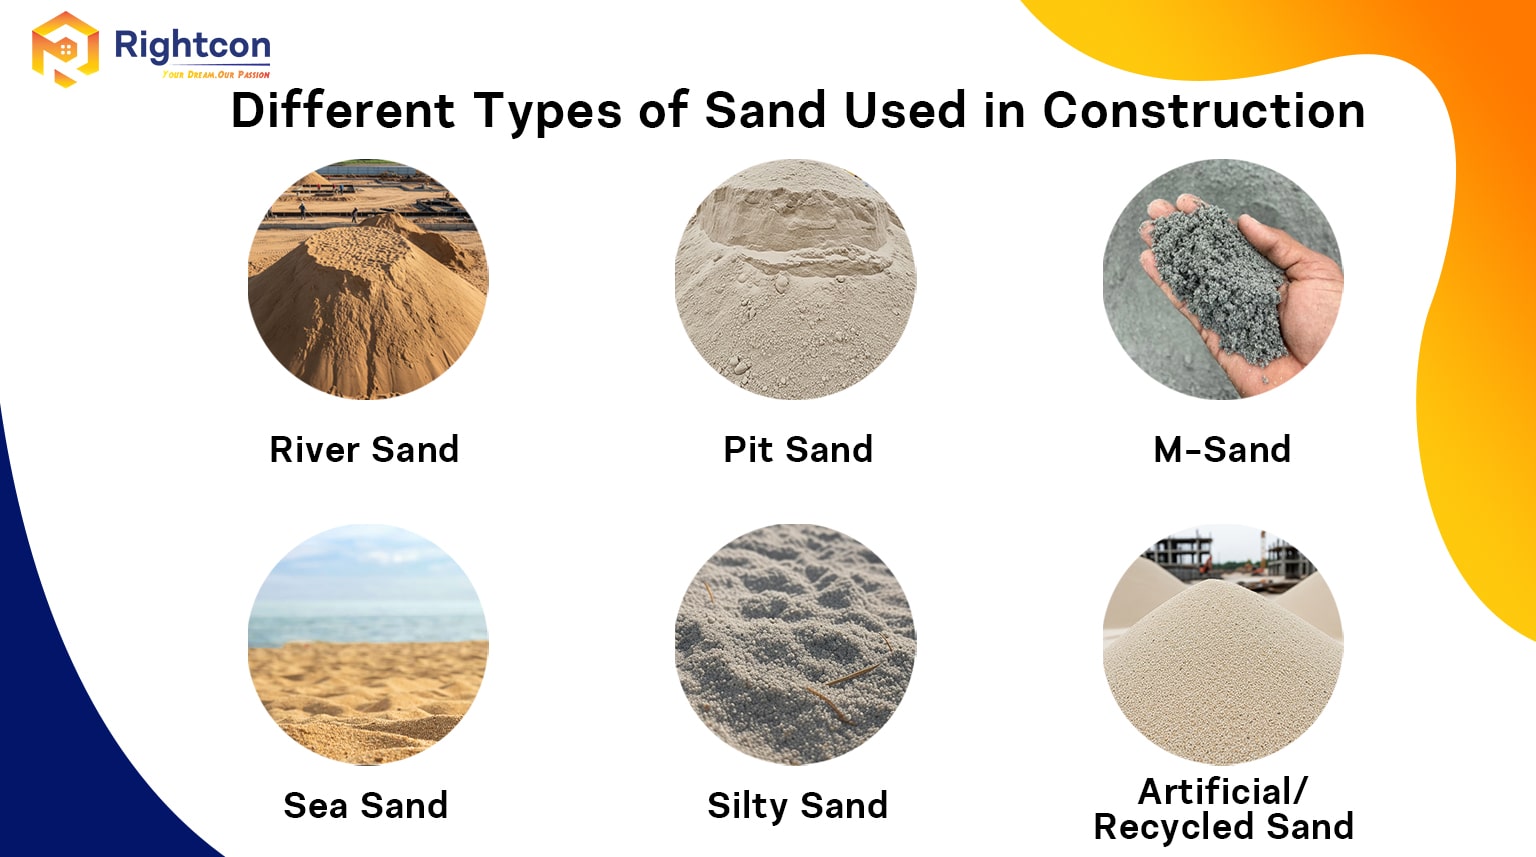 Rightcon
Your Dream.Our Passion
Different Types of Sand Used in Construction
River Sand
Pit Sand
M-Sand
Sea Sand
Silty Sand
Artificial/
Recycled Sand